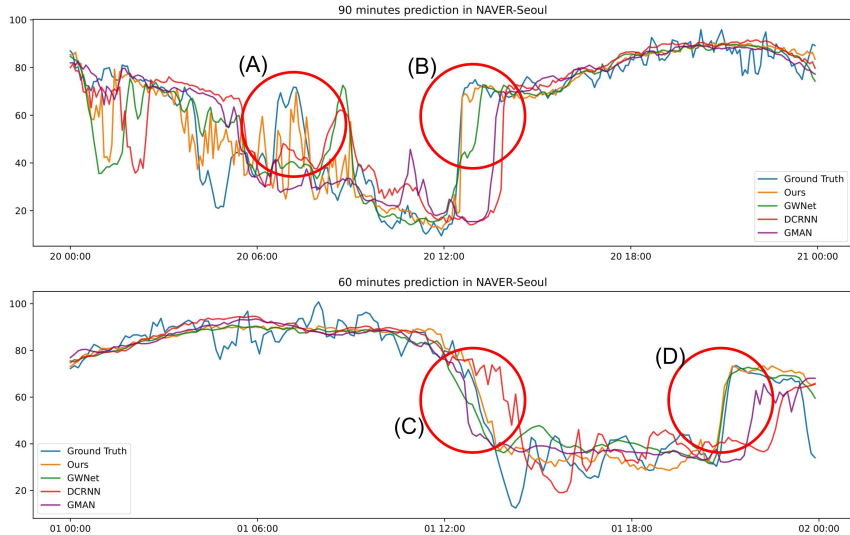 90 minutes prediction in NAVER-Seoul
100
80
60
40
20
(A)
(B)
Ground Truth
Ours
GWNet
DCRNN
GMAN
20 00:00
20 06:00
20 12:00
20 18:00
21 00:00
60 minutes prediction in NAVER-Seoul
100
80
60
40
20
(C)
(D)
Ground Truth
Ours
GWNet
DCRNN
GMAN
01 00:00
01 06:00
01 12:00
01 18:00
02 00:00